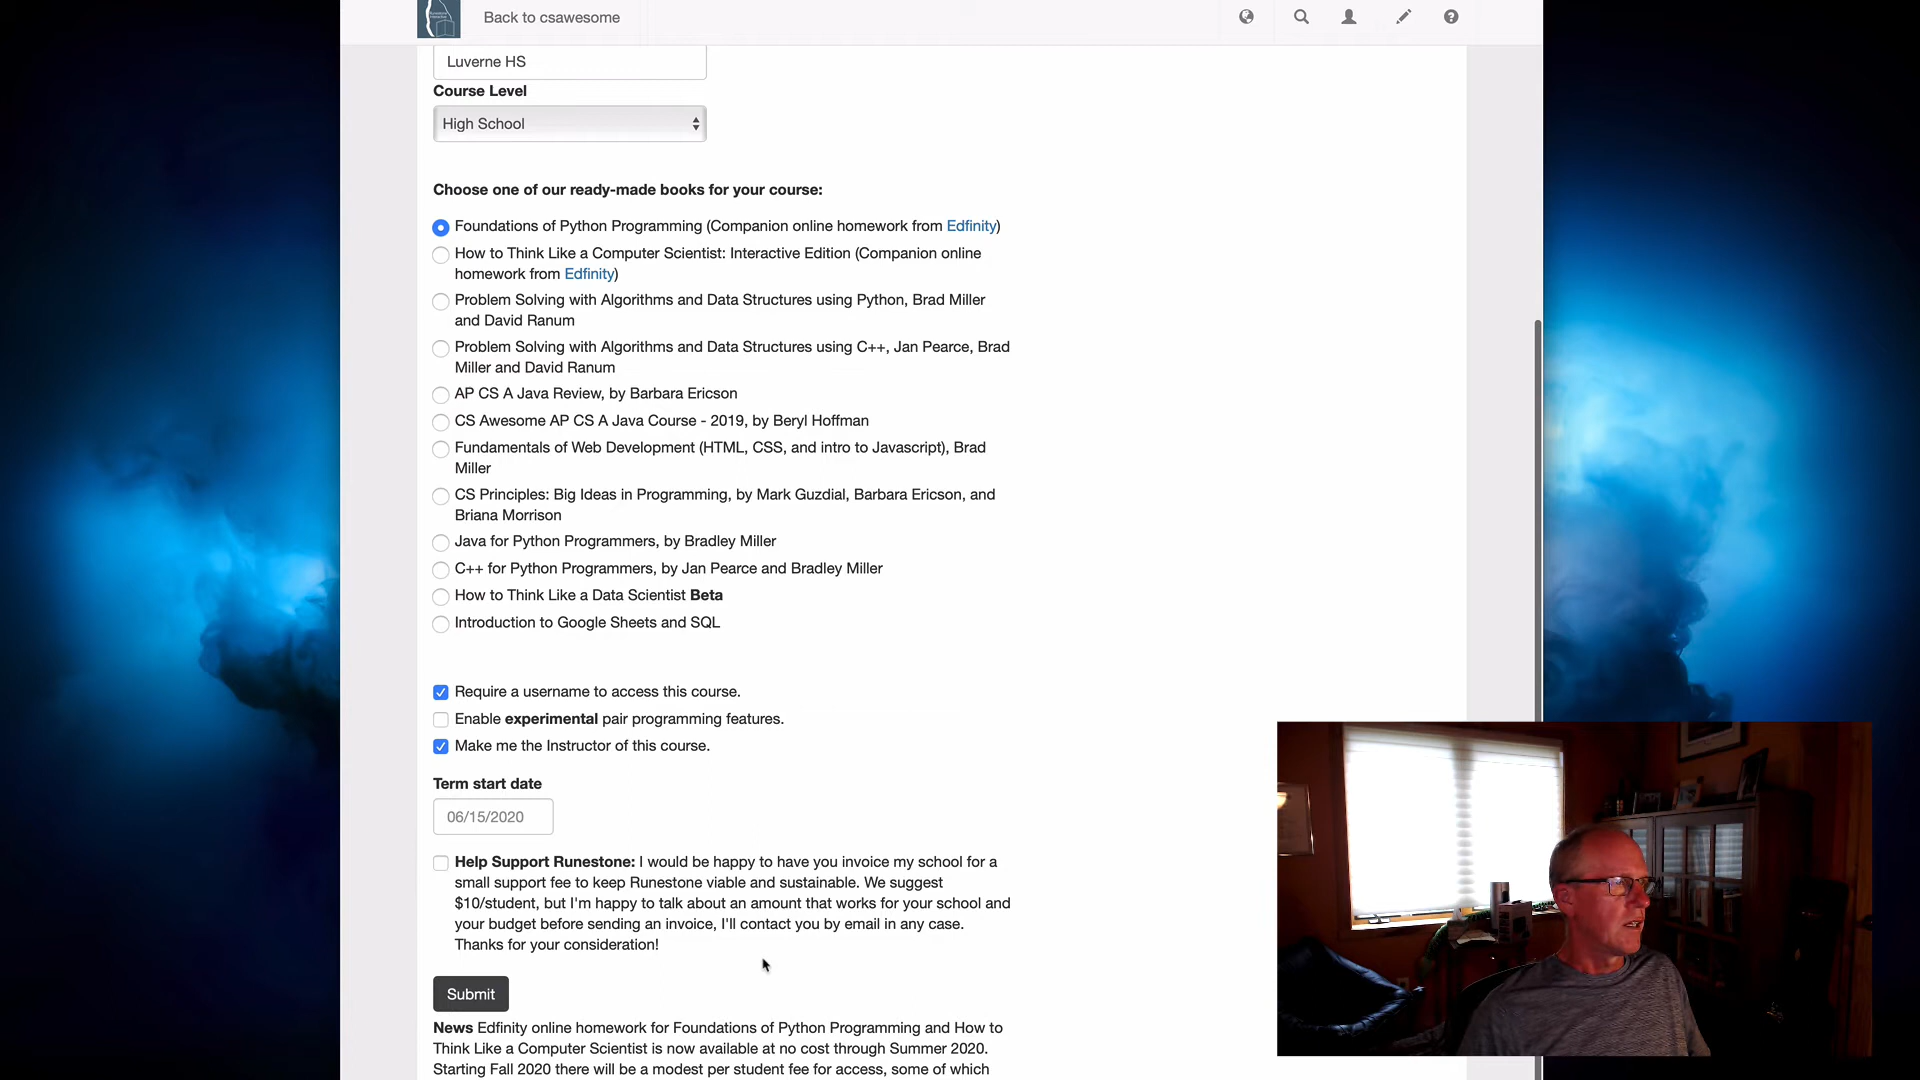 Back to csawesome
Luverne HS
Course Level
High School
Choose one of our ready-made books for your course:
Foundations of Python Programming (Companion online homework from Edfinity)
How to Think Like a Computer Scientist: Interactive Edition (Companion online
homework from Edfinity)
Problem Solving with Algorithms and Data Structures using Python, Brad Miller
and David Ranum
Problem Solving with Algorithms and Data Structures using C++, Jan Pearce, Brad
Miller and David Ranum
AP CS A Java Review, by Barbara Ericson
CS Awesome AP CS A Java Course - 2019, by Beryl Hoffman
Fundamentals of Web Development (HTML, CSS, and intro to Javascript), Brad
Miller
CS Principles: Big Ideas in Programming, by Mark Guzdial, Barbara Ericson, and
Briana Morrison
Java for Python Programmers, by Bradley Miller
C++ for Python Programmers, by Jan Pearce and Bradley Miller
How to Think Like a Data Scientist Beta
Introduction to Google Sheets and SQL
Require a username to access this course.
Enable experimental pair programming features.
Make me the Instructor of this course.
Term start date
06/15/2020
Help Support Runestone: I would be happy to have you invoice my school for a
small support fee to keep Runestone viable and sustainable. We suggest
$10/student, but I'm happy to talk about an amount that works for your school and
your budget before sending an invoice, I'll contact you by email in any case.
Thanks for your consideration!
Submit
News Edfinity online homework for Foundations of Python Programming and How to
Think Like a Computer Scientist is now available at no cost through Summer 2020.
Starting Fall 2020 there will be a modest per student fee for access, some of which